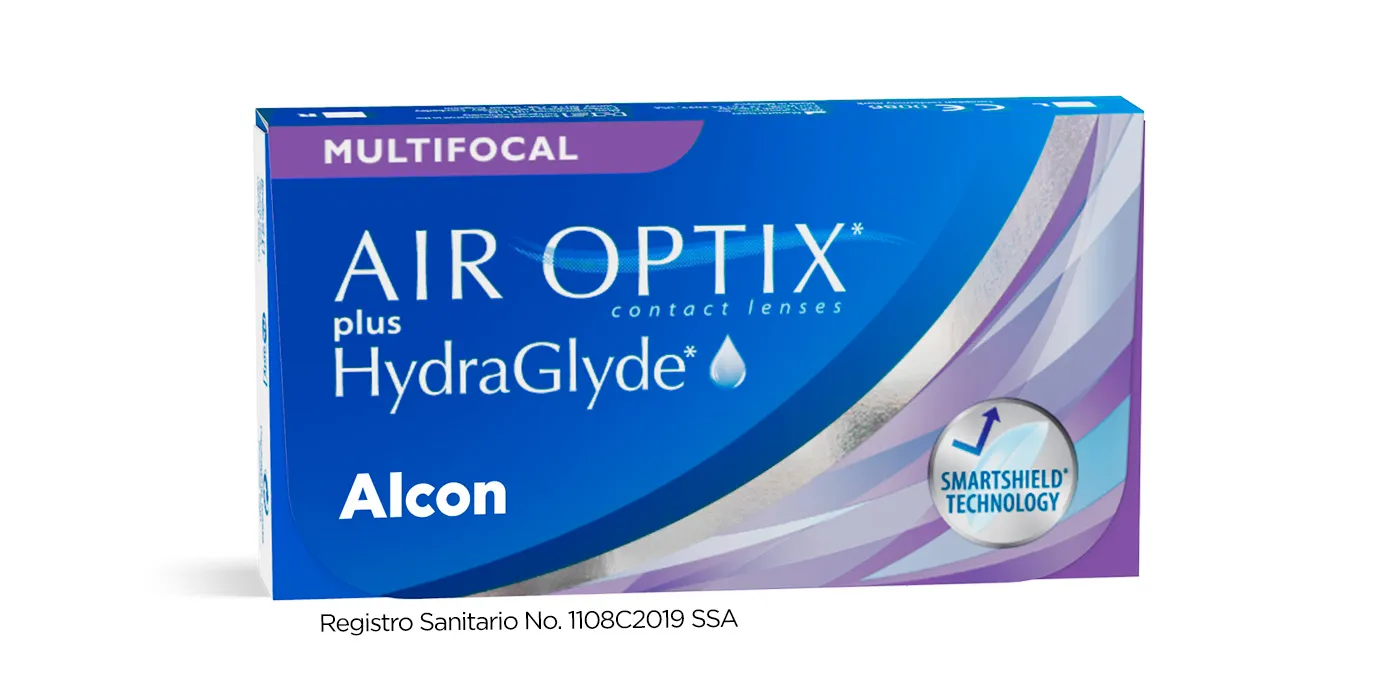 MULTIFOCAL
AIR OPTIX*
contact lenses
plus
HydraGlyde*
Alcon
SMARTSHIELD*
TECHNOLOGY
Registro Sanitario No. 1108C2019 SSA